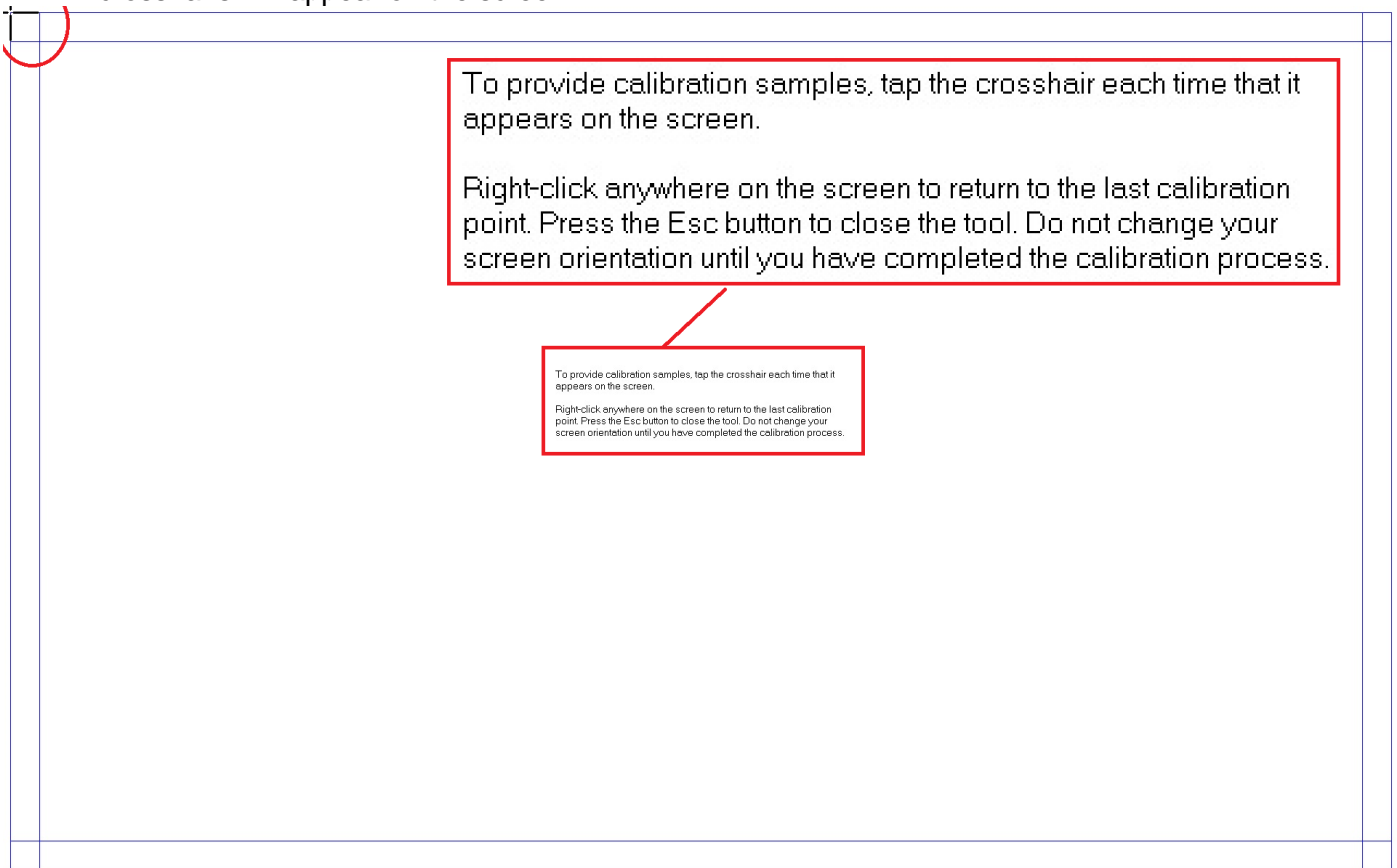 To provide calibration samples, tap the crosshair each time that it
appears on the screen.
Right-click anywhere on the screen to return to the last calibration
point. Press the Esc button to close the tool. Do not change your
screen orientation until you have completed the calibration process.
To provide calibration samples, tap the crosshair each time that it
appears on the screen.
Right-click anywhere on the screen to return to the last calibration
point. Press the Esc button to close the tool. Do not change your
screen orientation until you have completed the calibration process.